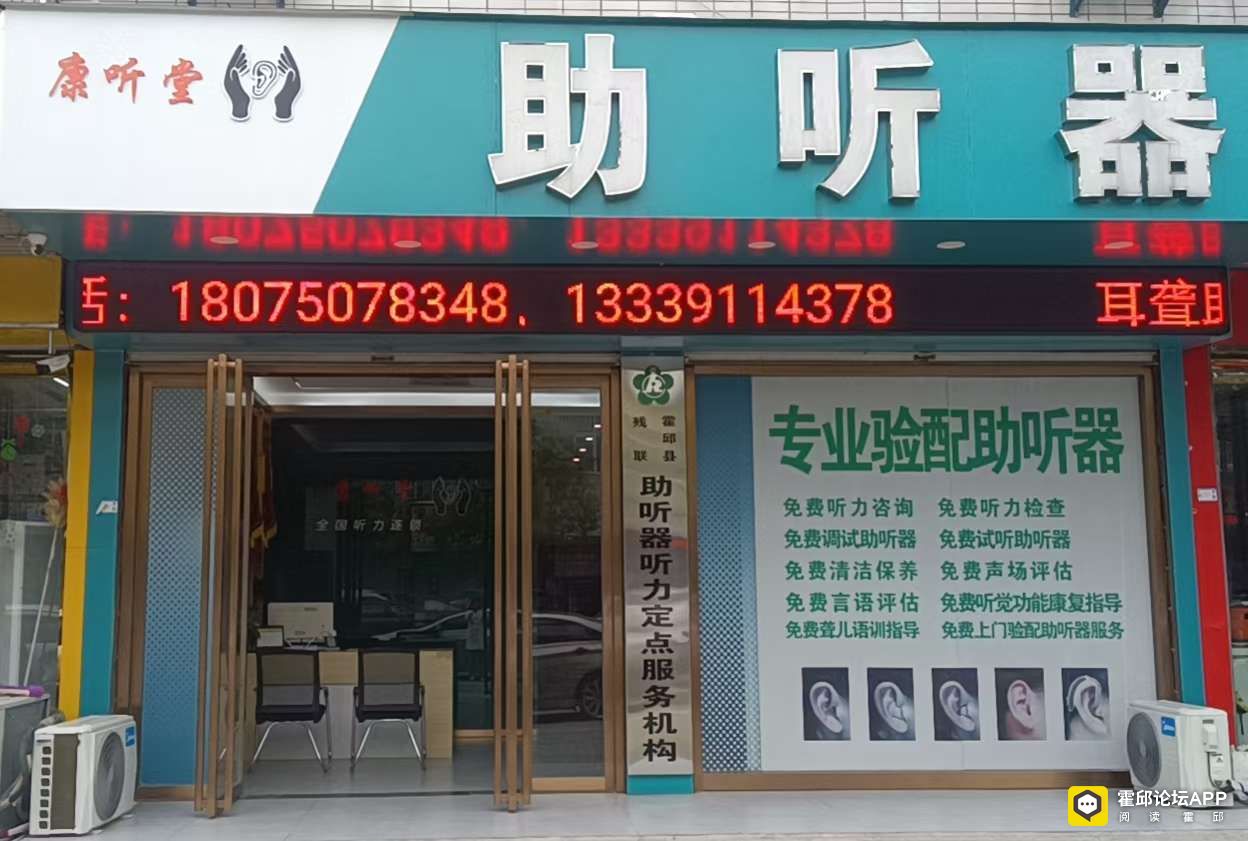 康听堂
助听器
：18075078348、13339114378 耳聋助
霍邱县残联
助听器听力定点服务机构
全国听力连锁
专业验配助听器
免费听力咨询 免费听力检查
免费调试助听器 免费试听助听器
免费清洁保养 免费声场评估
免费言语评估 免费听觉功能康复指导
免费聋儿语训指导 免费上门验配助听器服务
霍邱论坛APP
阅读霍邱